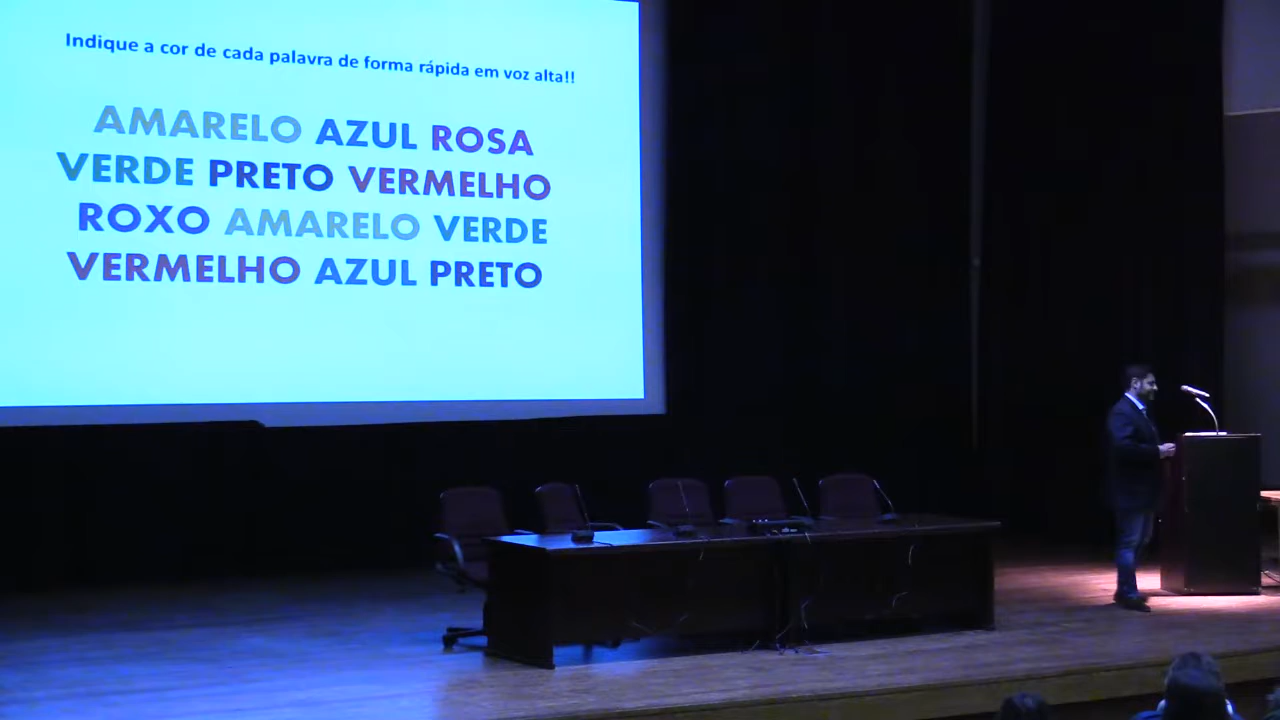 Indique a cor de cada palavra de forma rápida em voz alta!!
AMARELO AZUL ROSA
VERDE PRETO VERMELHO
ROXO AMARELO VERDE
VERMELHO AZUL PRETO